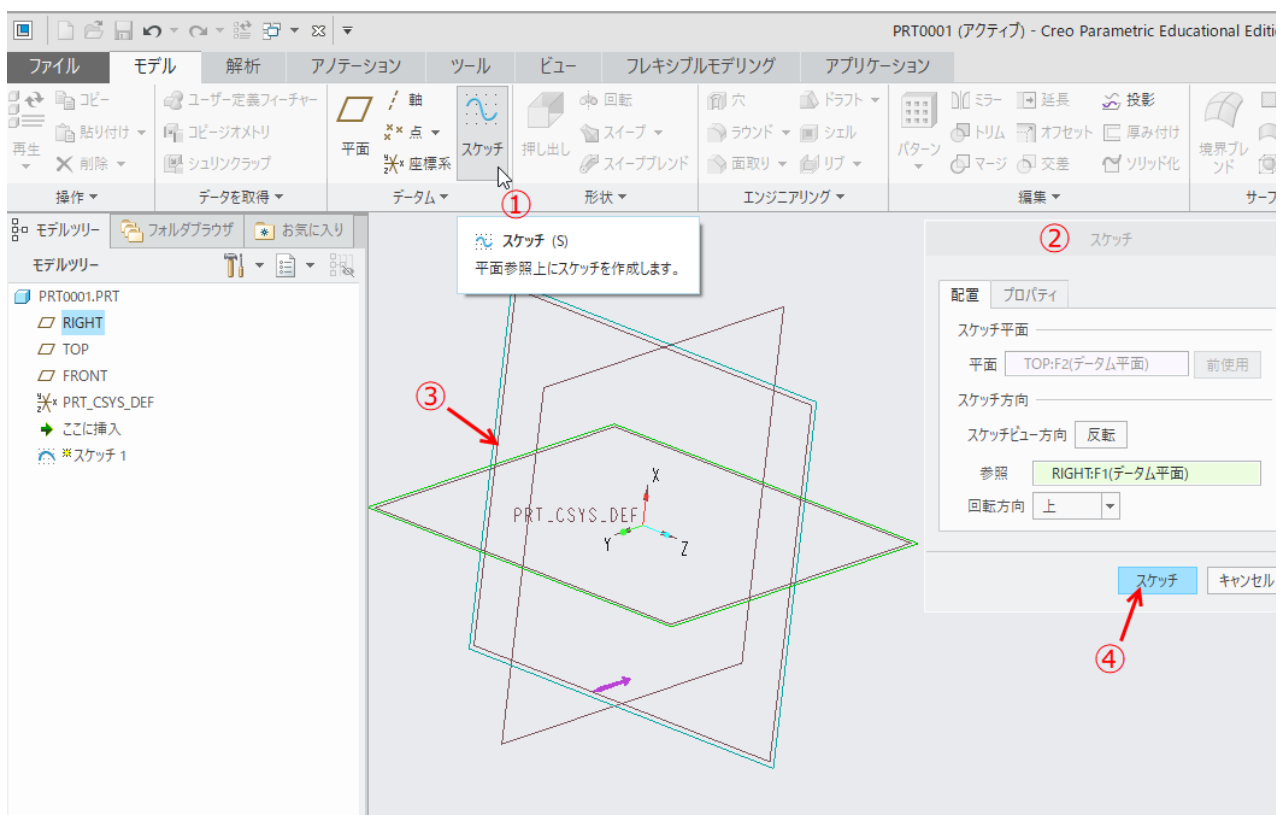 PRT0001 (アクティブ) - Creo Parametric Educational Editi
ファイル モデル 解析 アノテーション ツール ビュー フレキシブルモデリング アプリケーション
再生
コピー
貼り付け
削除
操作
ユーザー定義フィーチャー
コピージオメトリ
シュリンクラップ
データを取得
平面
軸
点
座標系
スケッチ
データム
押し出し
回転
スイープ
スイープブレンド
形状
穴
ラウンド
面取り
ドラフト
シェル
リブ
エンジニアリング
パターン
ミラー
トリム
マージ
延長
オフセット
交差
投影
厚み付け
ソリッド化
編集
境界ブレ
ンド
サーフ
①
スケッチ (S)
平面参照上にスケッチを作成します。
モデルツリー フォルダブラウザ お気に入り
モデルツリー
PRT0001.PRT
RIGHT
TOP
FRONT
PRT_CSYS_DEF
ここに挿入
※スケッチ 1
③
X
PRT_CSYS_DEF
Y
Z
② スケッチ
配置 プロパティ
スケッチ平面
平面 TOP:F2(データム平面) 前使用
スケッチ方向
スケッチビュー方向 反転
参照 RIGHT:F1(データム平面)
回転方向 上
スケッチ キャンセル
④